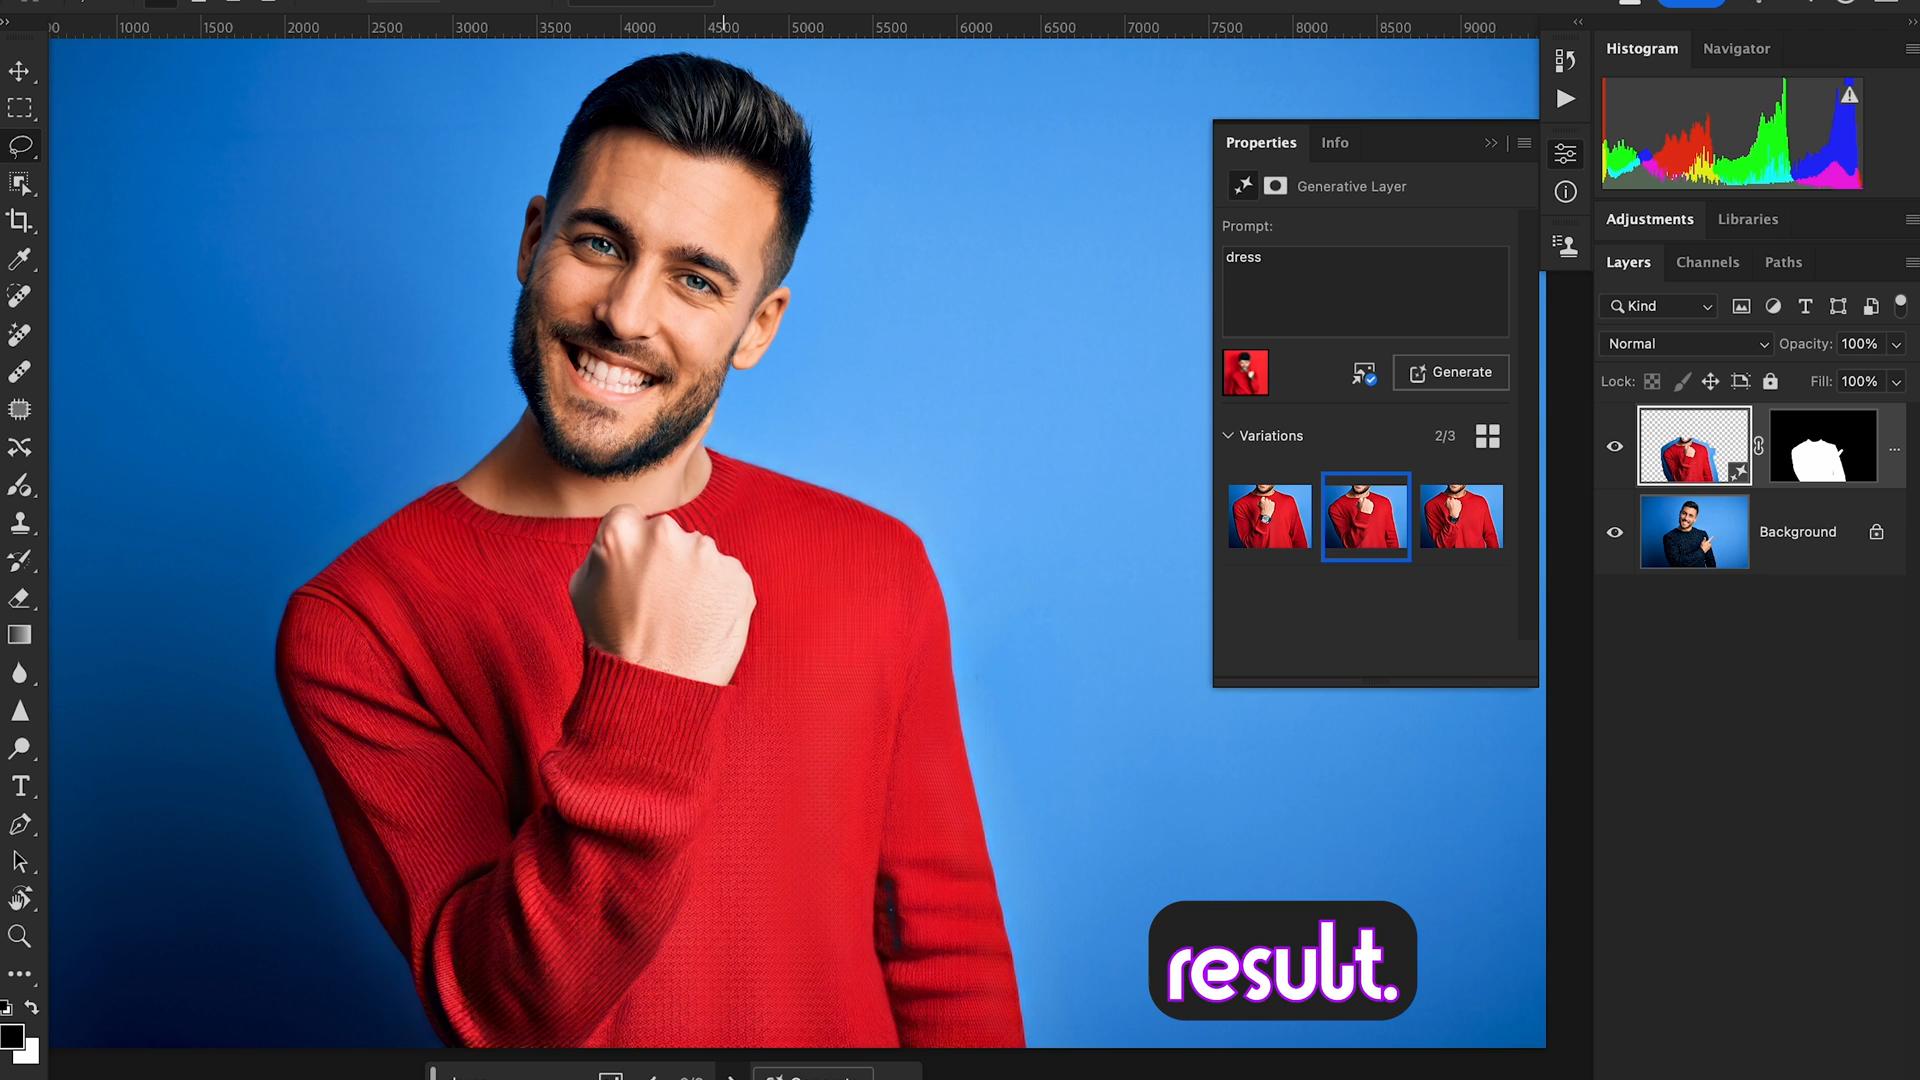 1000 1500 2000 2500 3000 3500 4000 4500 5000 5500 6000 6500 7000 7500 8000 8500 9000
Histogram Navigator
Properties Info
Generative Layer
Prompt:
dress
Generate
Variations 2/3
Adjustments Libraries
Layers Channels Paths
Kind
Normal Opacity: 100%
Lock: Fill: 100%
Background
result.